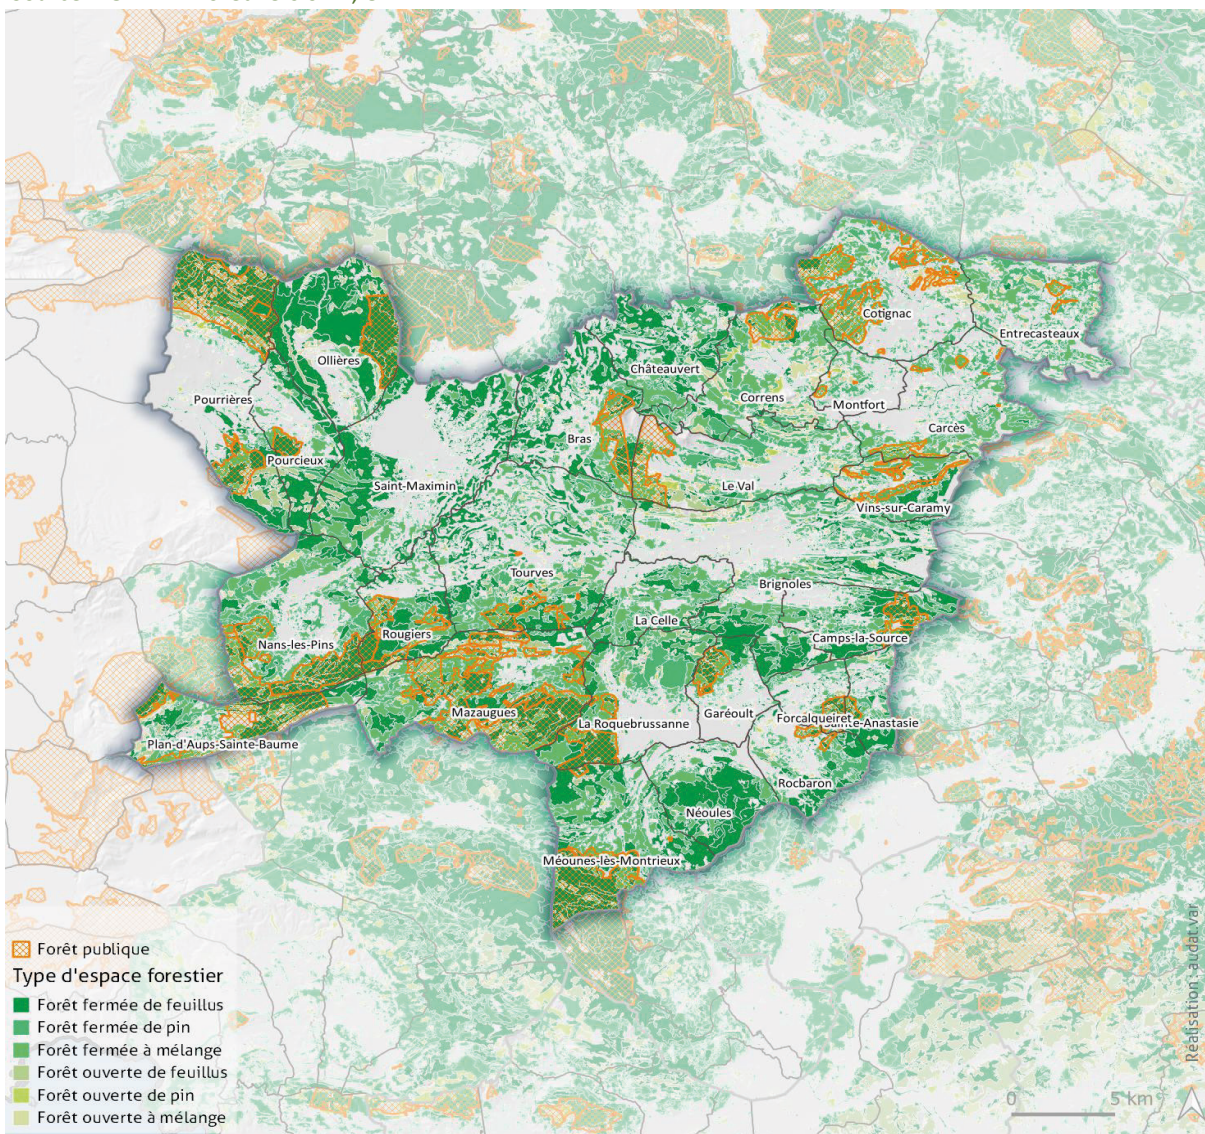 Cotignac
Entrecasteaux
Ollières
Châteauvert
Correns
Montfort
Pourrières
Carcès
Bras
Pourcieux
Saint-Maximin
Le Val
Vins-sur-Caramy
Tourves
Brignoles
La Celle
Rougiers
Camps-la-Source
Nans-les-Pins
Mazaugues
Garéoult
Forcalqueiret
La Roquebrussanne
Sainte-Anastasie
Plan-d'Aups-Sainte-Baume
Rocbaron
Néoules
Méounes-lès-Montrieux
Forêt publique
Type d'espace forestier
Forêt fermée de feuillus
Forêt fermée de pin
Forêt fermée à mélange
Forêt ouverte de feuillus
Forêt ouverte de pin
Forêt ouverte à mélange
0 5 km
Réalisation : audat.var